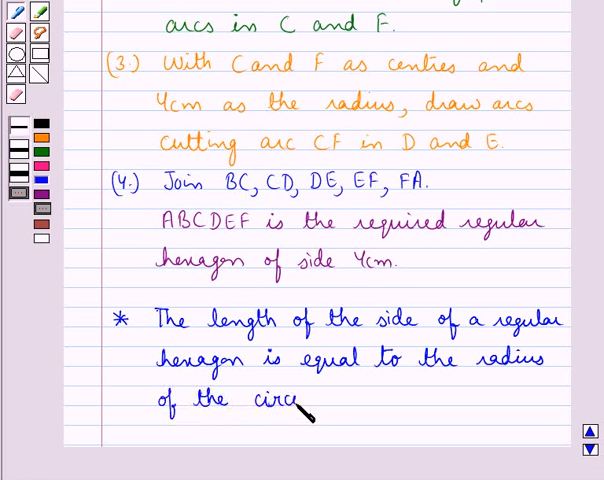 arcs in C and F.
(3.) With C and F as centres and
4cm as the radius, draw arcs
cutting arc CF in D and E.
(4.) Join BC, CD, DE, EF, FA.
ABCDEF is the required regular
hexagon of side 4cm.
* The length of the side of a regular
hexagon is equal to the radius
of the circ